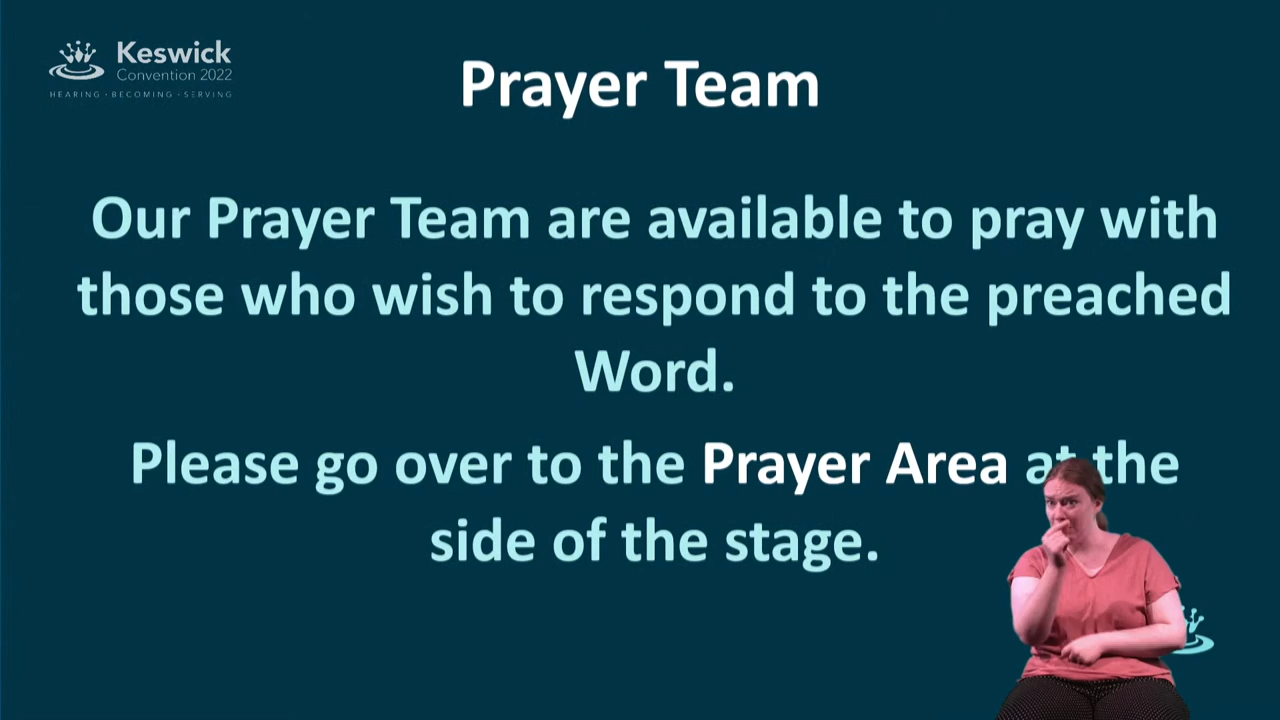 Keswick
Convention 2022
HEARING · BECOMING · SERVING
Prayer Team
Our Prayer Team are available to pray with
those who wish to respond to the preached
Word.
Please go over to the Prayer Area at the
side of the stage.